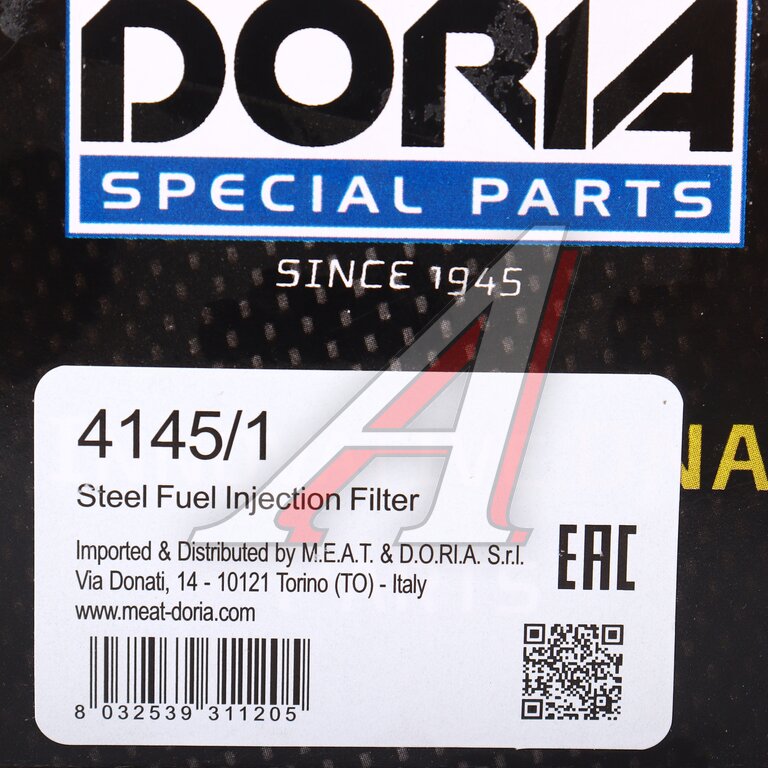 DORIA
SPECIAL PARTS
SINCE 1945
4145/1
Steel Fuel Injection Filter
Imported & Distributed by M.E.A.T. & D.O.RI.A. S.r.l.
Via Donati, 14 - 10121 Torino (TO) - Italy
www.meat-doria.com
EAC
8 032539 311205